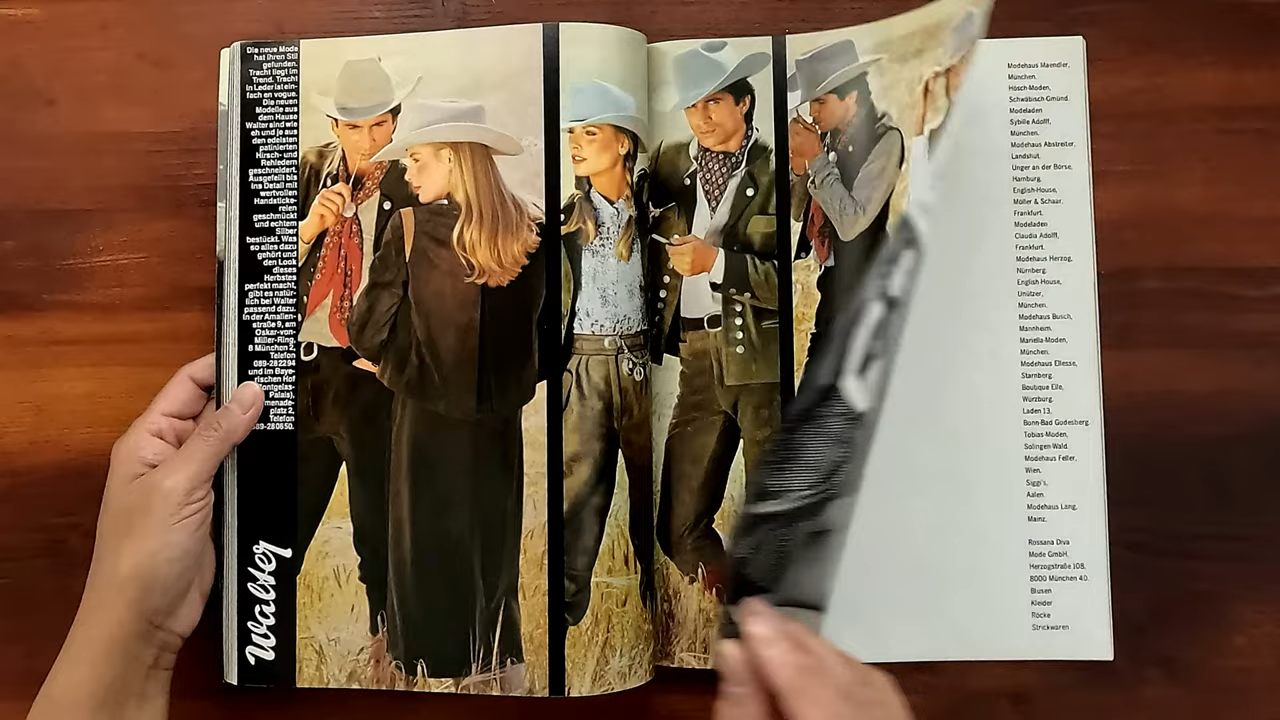 Die neue Mode
hat ihren Stil
gefunden.
Tracht liegt im
Trend. Tracht
in Leder ist ein-
fach en vogue.
Die neuen
Modelle aus
dem Hause
Walter sind wie
eh und je aus
den edelsten
patinierten
Hirsch- und
Rehledern
geschneidert.
Ausgefeilt bis
ins Detail mit
wertvollen
Handsticke-
reien
geschmückt
und echtem
Silber
bestückt. Was
so alles dazu
gehört und
den Look
dieses
Herbstes
perfekt macht,
gibt es natür-
lich bei Walter
passend dazu.
In der Amalien-
straße 9, am
Oskar-von-
Miller-Ring,
8 München 2,
Telefon
089-282294
und im Baye-
rischen Hof
Montgelas-
Palais),
menade-
platz 2,
Telefon
089-280650.
Walter
Modehaus Maendler,
München.
Hösch-Moden,
Schwäbisch-Gmünd.
Modeladen
Sybille Adolff,
München.
Modehaus Abstreiter,
Landshut.
Unger an der Börse,
Hamburg.
English-House,
Möller & Schaar,
Frankfurt.
Modeladen
Claudia Adolff,
Frankfurt.
Modehaus Herzog,
Nürnberg.
English House,
Unützer,
München.
Modehaus Busch,
Mannheim.
Mariella-Moden,
München.
Modehaus Ellesse,
Starnberg.
Boutique Elle,
Würzburg.
Laden 13,
Bonn-Bad Godesberg.
Tobias-Moden,
Solingen-Wald.
Modehaus Feller,
Wien.
Siggi's,
Aalen.
Modehaus Lang,
Mainz.
Rossana Diva
Mode GmbH,
Herzogstraße 108,
8000 München 40.
Blusen
Kleider
Röcke
Strickwaren